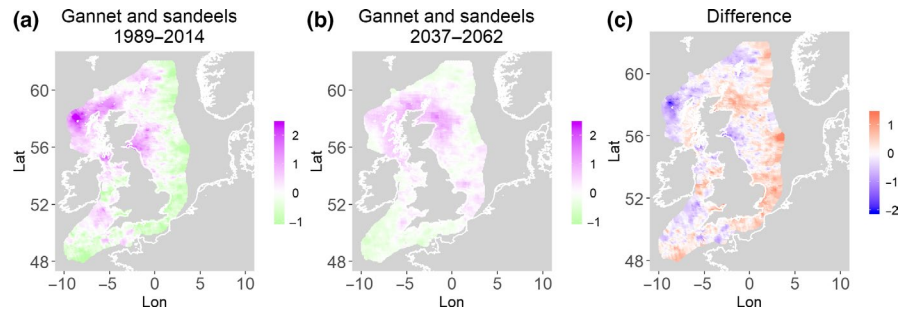 (a) Gannet and sandeels
1989–2014
60
56
52
48
Lat
−10 −5 0 5 10
Lon
2
1
0
−1
(b) Gannet and sandeels
2037–2062
60
56
52
48
Lat
−10 −5 0 5 10
Lon
2
1
0
−1
(c) Difference
60
56
52
48
Lat
−10 −5 0 5 10
Lon
1
0
−1
−2